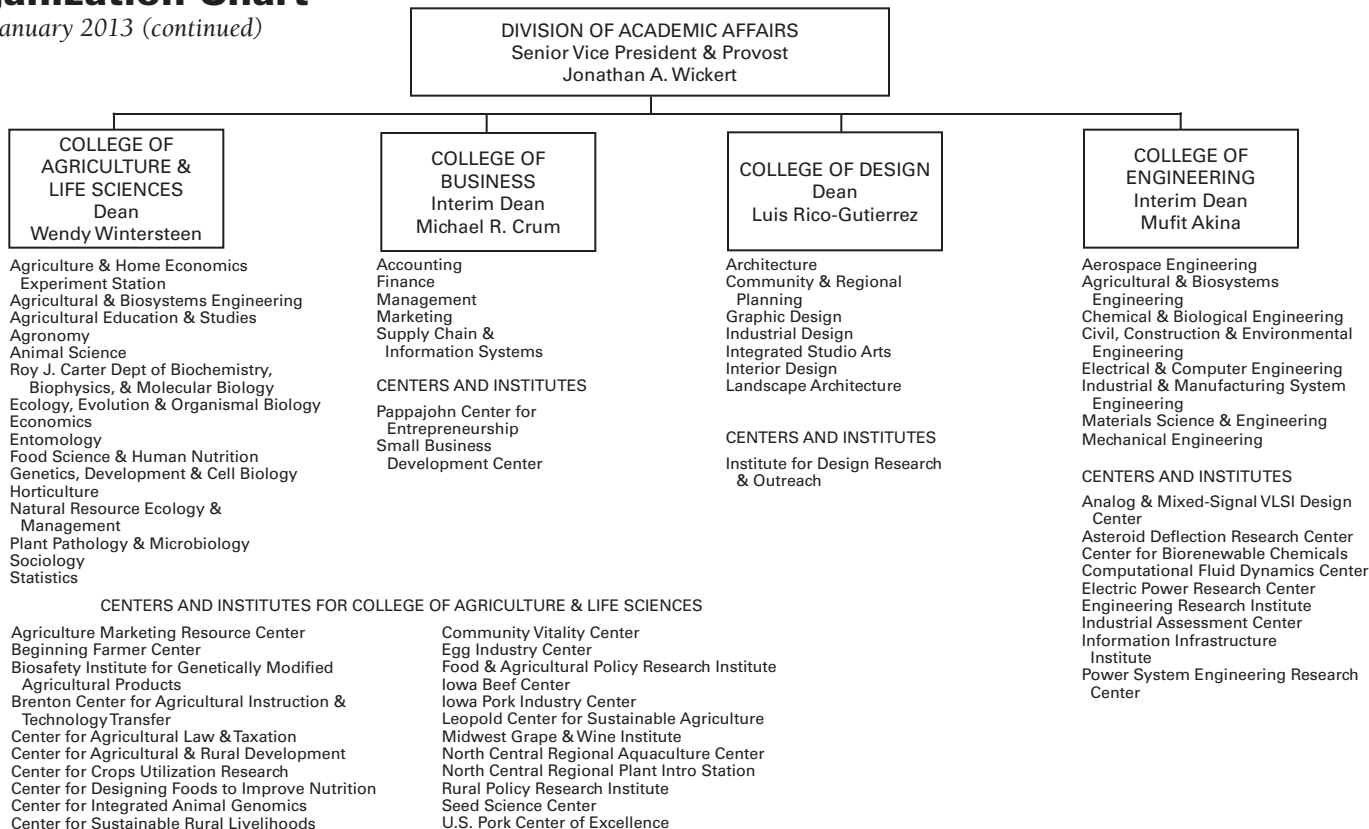 ganization Chart
anuary 2013 (continued)
DIVISION OF ACADEMIC AFFAIRS
Senior Vice President & Provost
Jonathan A. Wickert
COLLEGE OF
AGRICULTURE &
LIFE SCIENCES
Dean
Wendy Wintersteen
Agriculture & Home Economics
Experiment Station
Agricultural & Biosystems Engineering
Agricultural Education & Studies
Agronomy
Animal Science
Roy J. Carter Dept of Biochemistry,
Biophysics, & Molecular Biology
Ecology, Evolution & Organismal Biology
Economics
Entomology
Food Science & Human Nutrition
Genetics, Development & Cell Biology
Horticulture
Natural Resource Ecology &
Management
Plant Pathology & Microbiology
Sociology
Statistics
COLLEGE OF
BUSINESS
Interim Dean
Michael R. Crum
Accounting
Finance
Management
Marketing
Supply Chain &
Information Systems
CENTERS AND INSTITUTES
Pappajohn Center for
Entrepreneurship
Small Business
Development Center
COLLEGE OF DESIGN
Dean
Luis Rico-Gutierrez
Architecture
Community & Regional
Planning
Graphic Design
Industrial Design
Integrated Studio Arts
Interior Design
Landscape Architecture
CENTERS AND INSTITUTES
Institute for Design Research
& Outreach
COLLEGE OF
ENGINEERING
Interim Dean
Mufit Akina
Aerospace Engineering
Agricultural & Biosystems
Engineering
Chemical & Biological Engineering
Civil, Construction & Environmental
Engineering
Electrical & Computer Engineering
Industrial & Manufacturing System
Engineering
Materials Science & Engineering
Mechanical Engineering
CENTERS AND INSTITUTES
Analog & Mixed-Signal VLSI Design
Center
Asteroid Deflection Research Center
Center for Biorenewable Chemicals
Computational Fluid Dynamics Center
Electric Power Research Center
Engineering Research Institute
Industrial Assessment Center
Information Infrastructure
Institute
Power System Engineering Research
Center
CENTERS AND INSTITUTES FOR COLLEGE OF AGRICULTURE & LIFE SCIENCES
Agriculture Marketing Resource Center
Beginning Farmer Center
Biosafety Institute for Genetically Modified
Agricultural Products
Brenton Center for Agricultural Instruction &
Technology Transfer
Center for Agricultural Law & Taxation
Center for Agricultural & Rural Development
Center for Crops Utilization Research
Center for Designing Foods to Improve Nutrition
Center for Integrated Animal Genomics
Center for Sustainable Rural Livelihoods
Community Vitality Center
Egg Industry Center
Food & Agricultural Policy Research Institute
Iowa Beef Center
Iowa Pork Industry Center
Leopold Center for Sustainable Agriculture
Midwest Grape & Wine Institute
North Central Regional Aquaculture Center
North Central Regional Plant Intro Station
Rural Policy Research Institute
Seed Science Center
U.S. Pork Center of Excellence